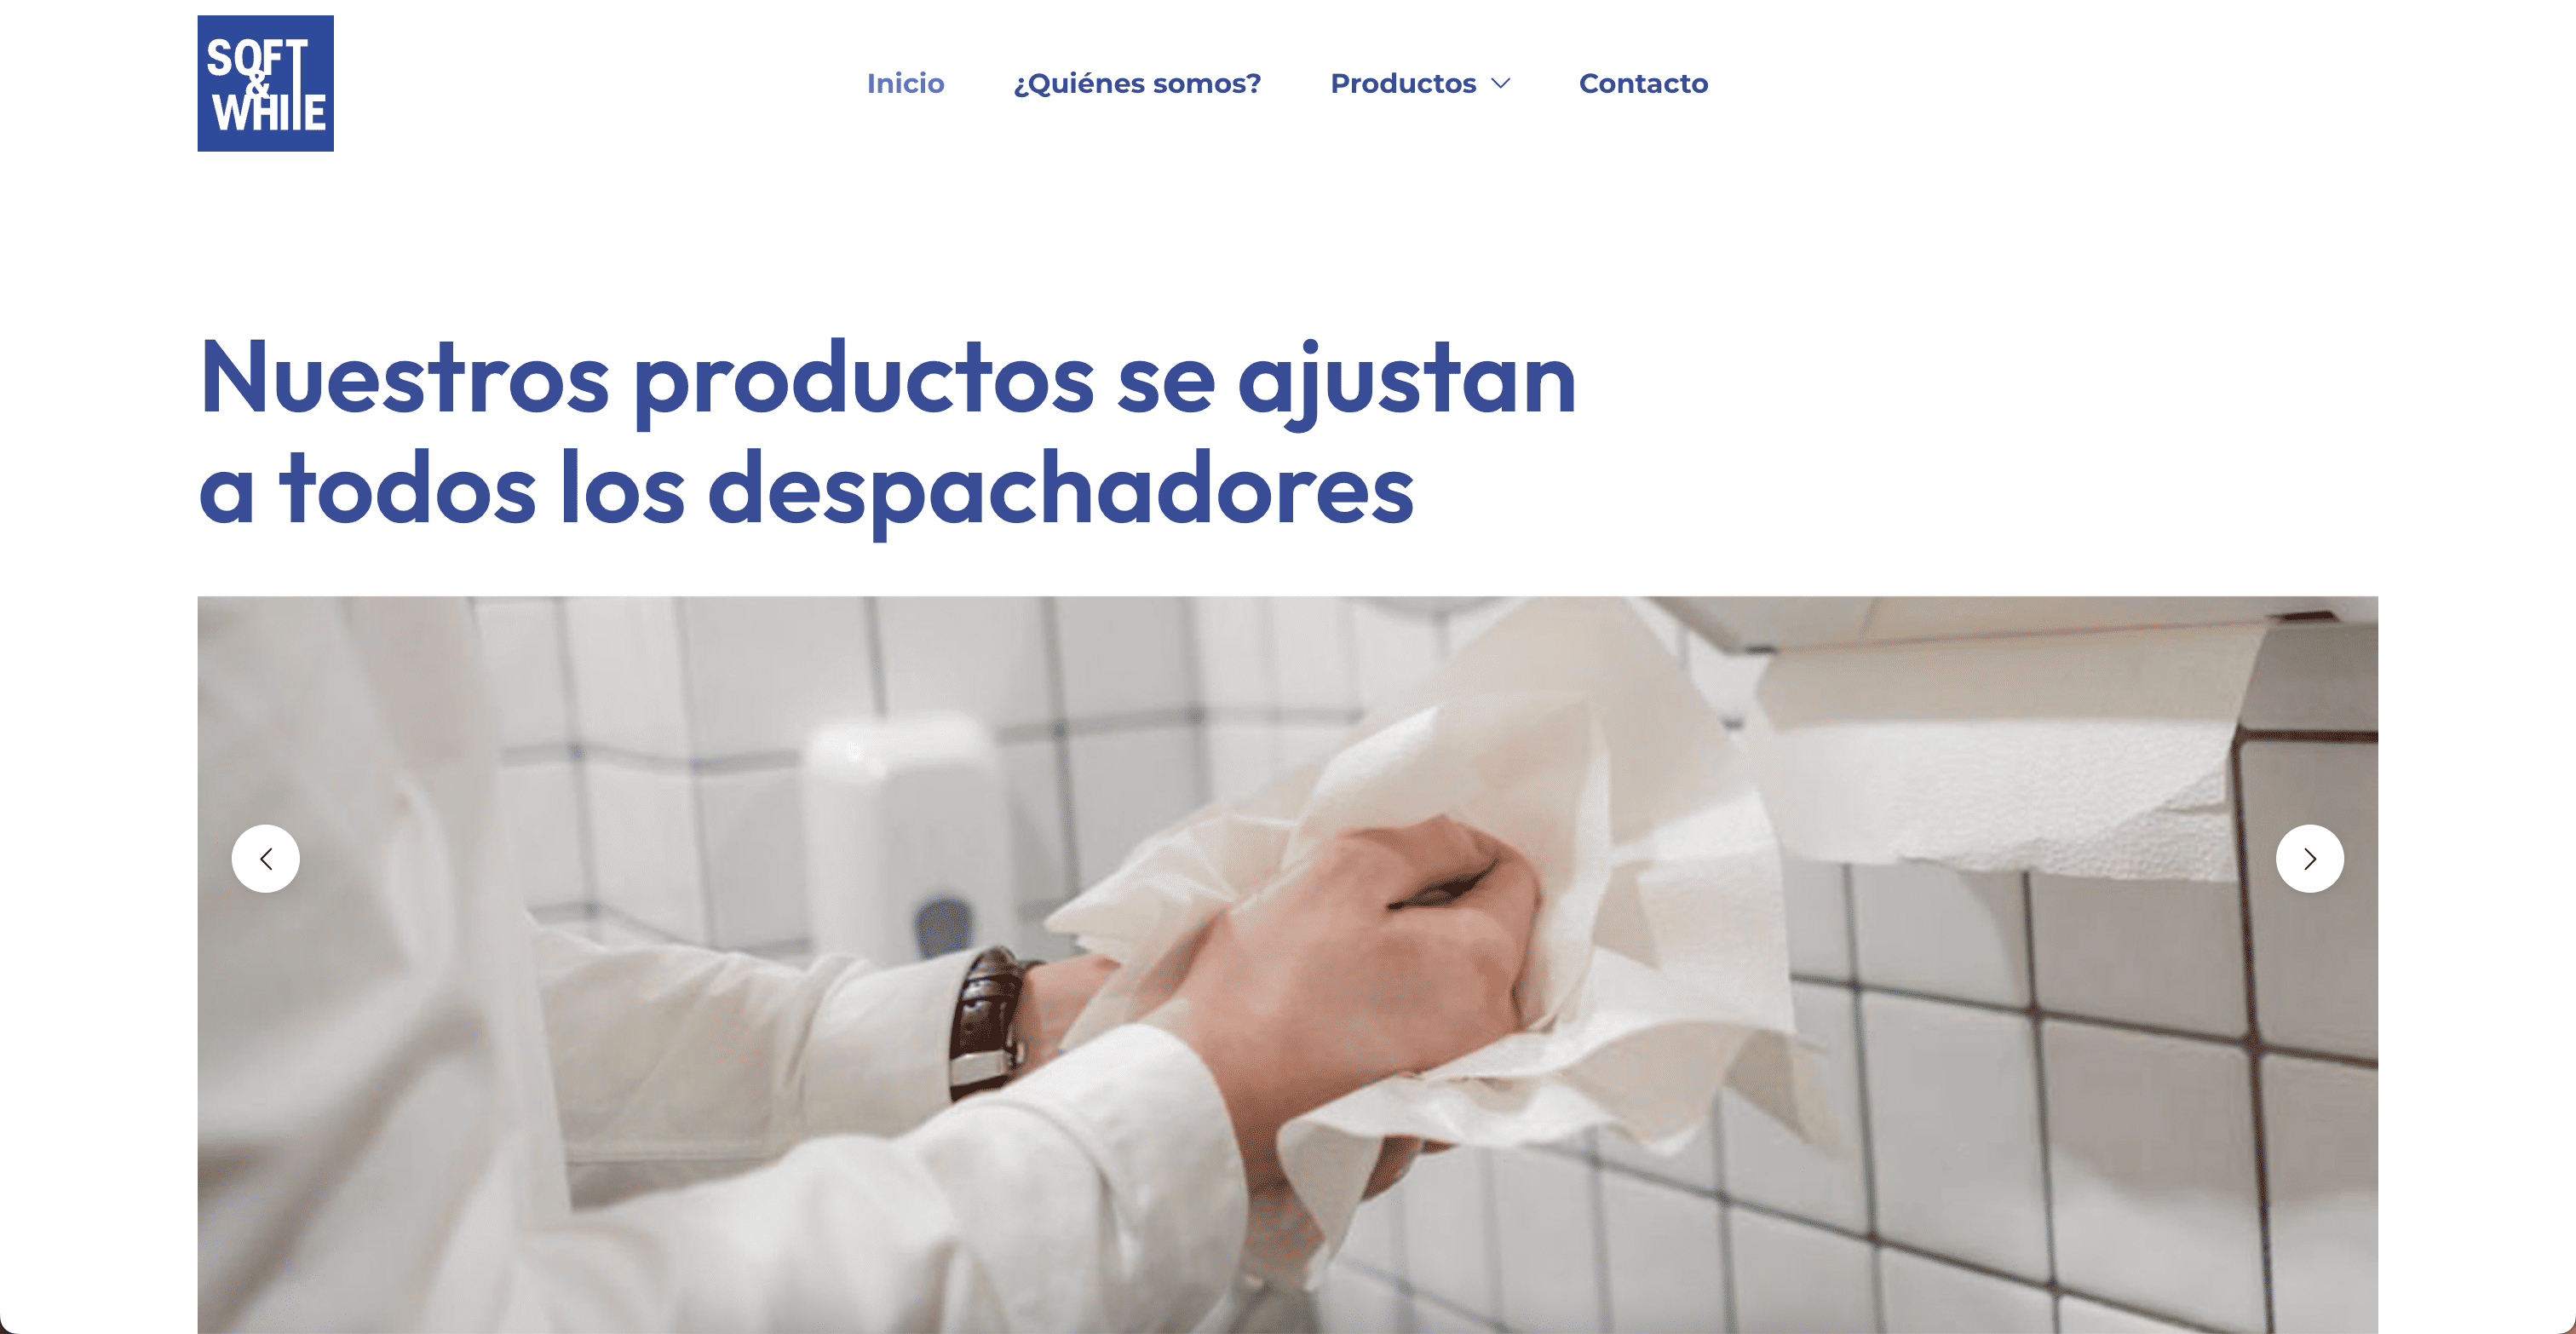 SOFT
&
WHITE
Inicio
¿Quiénes somos?
Productos
Contacto
Nuestros productos se ajustan
a todos los despachadores